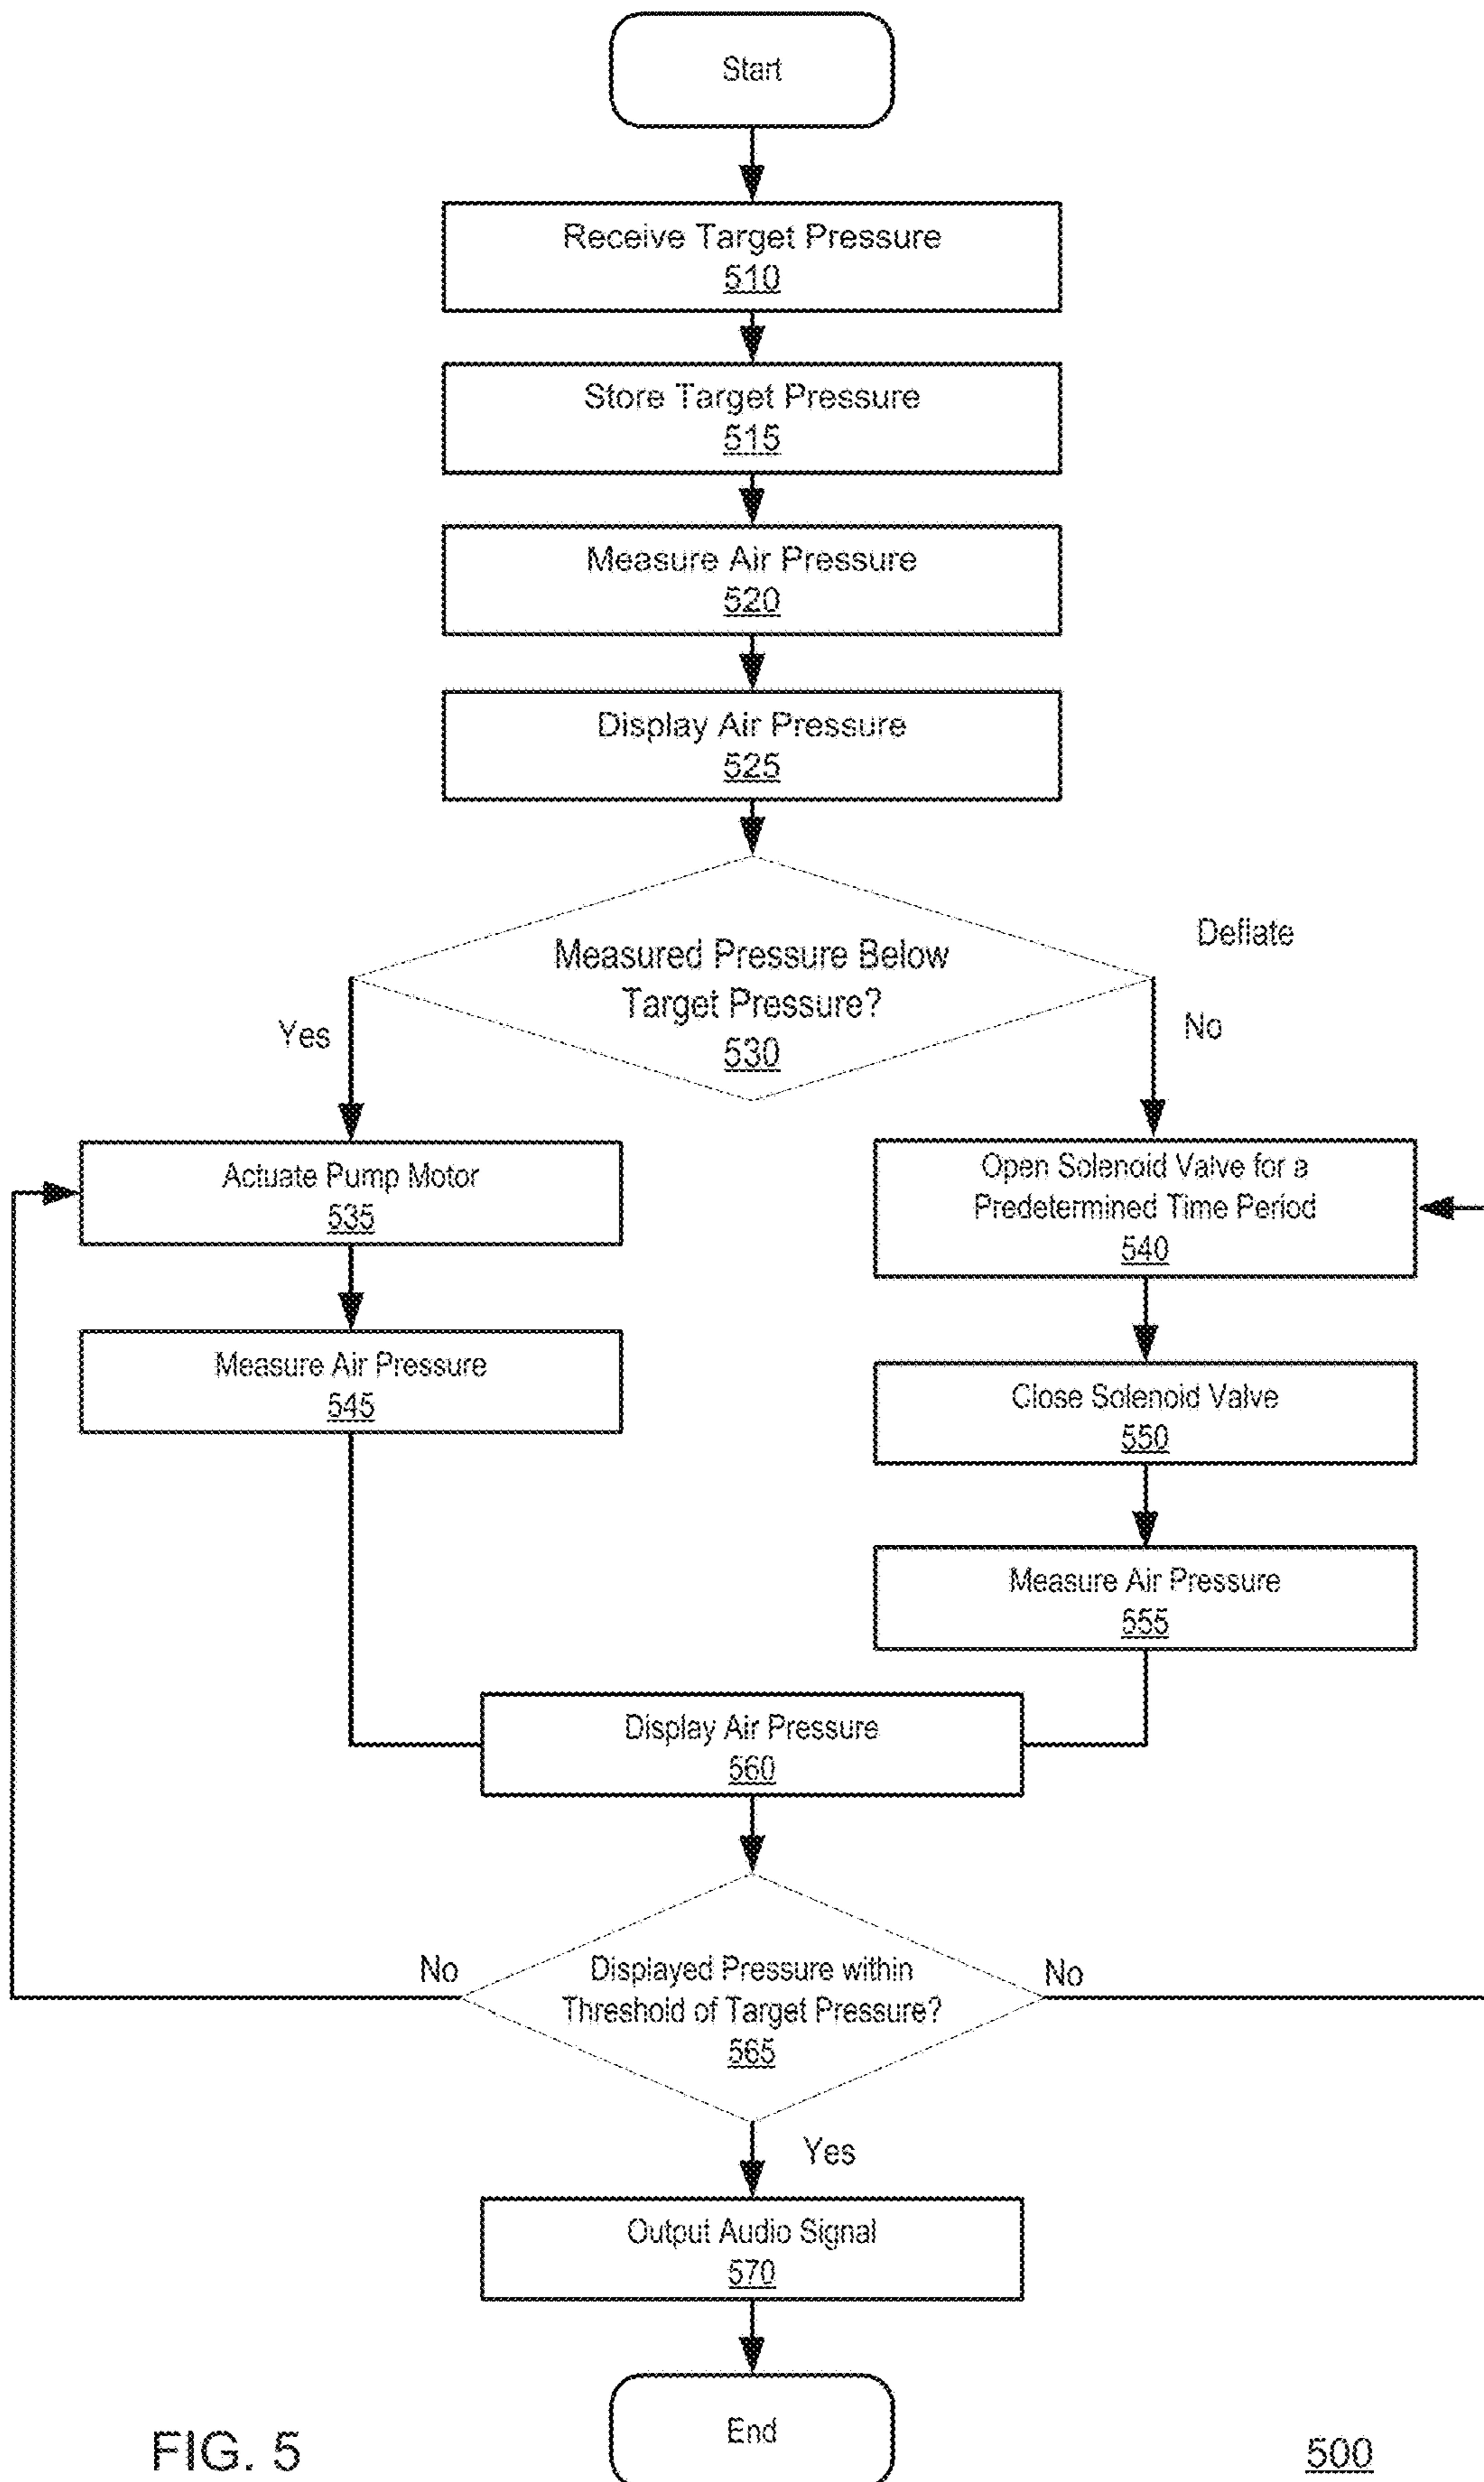 Start
Receive Target Pressure
510
Store Target Pressure
515
Measure Air Pressure
520
Display Air Pressure
525
Measured Pressure Below
Target Pressure?
530
Deflate
Yes
No
Actuate Pump Motor
535
Open Solenoid Valve for a
Predetermined Time Period
540
Measure Air Pressure
545
Close Solenoid Valve
550
Measure Air Pressure
555
Display Air Pressure
560
No
Displayed Pressure within
Threshold of Target Pressure?
565
No
Yes
Output Audio Signal
570
End
FIG. 5
500